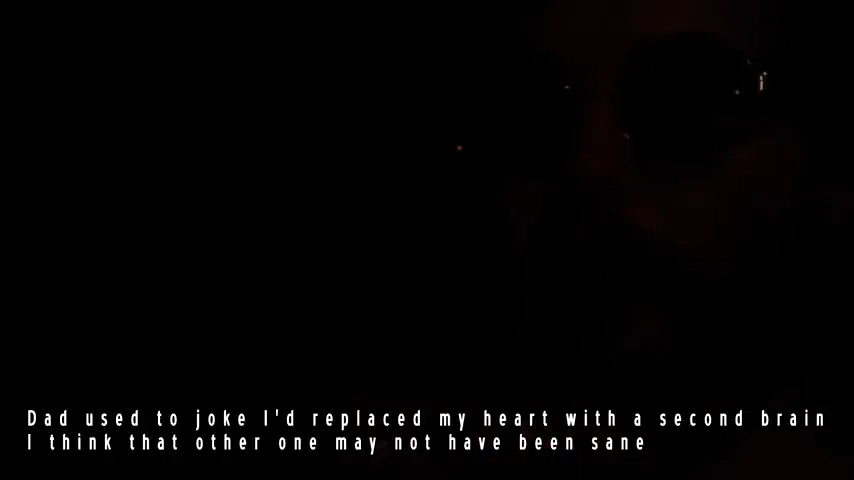 Dad used to joke I'd replaced my heart with a second brain
I think that other one may not have been sane